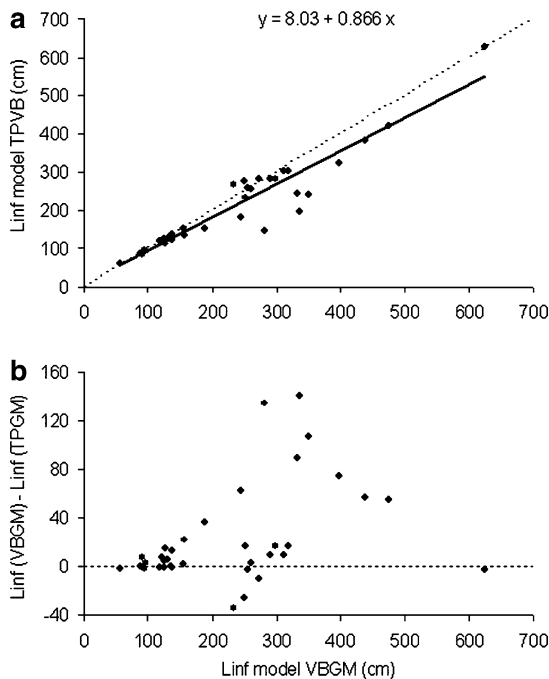 a
y = 8.03 + 0.866 x
Linf model TPVB (cm)
700
600
500
400
300
200
100
0
0 100 200 300 400 500 600 700
b
Linf (VBGM) - Linf (TPGM)
160
120
80
40
0
-40
0 100 200 300 400 500 600 700
Linf model VBGM (cm)